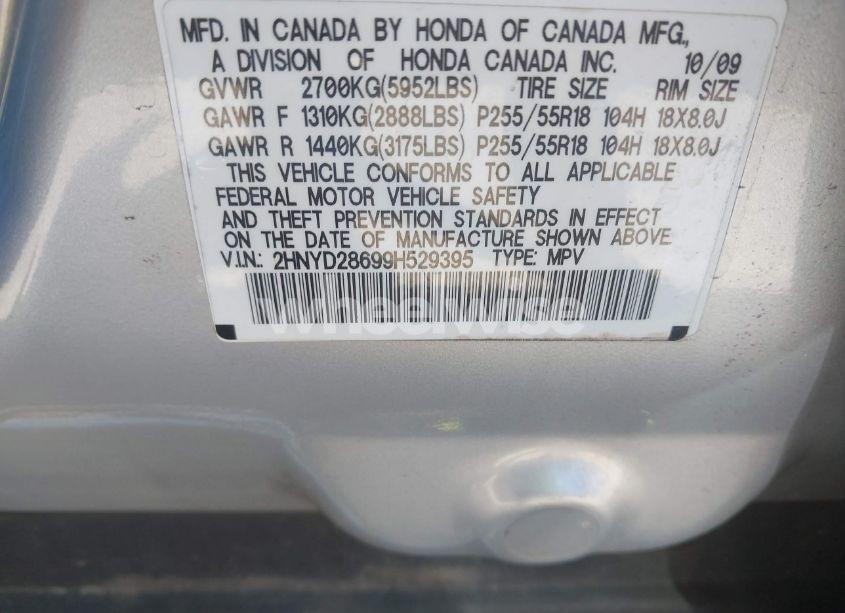 MFD. IN CANADA BY HONDA OF CANADA MFG.,
A DIVISION OF HONDA CANADA INC. 10/09
GVWR 2700KG(5952LBS) TIRE SIZE RIM SIZE
GAWR F 1310KG(2888LBS) P255/55R18 104H 18X8.0J
GAWR R 1440KG(3175LBS) P255/55R18 104H 18X8.0J
THIS VEHICLE CONFORMS TO ALL APPLICABLE
FEDERAL MOTOR VEHICLE SAFETY
AND THEFT PREVENTION STANDARDS IN EFFECT
ON THE DATE OF MANUFACTURE SHOWN ABOVE.
V.I.N.: 2HNYD28699H529395 TYPE: MPV
wheelwise